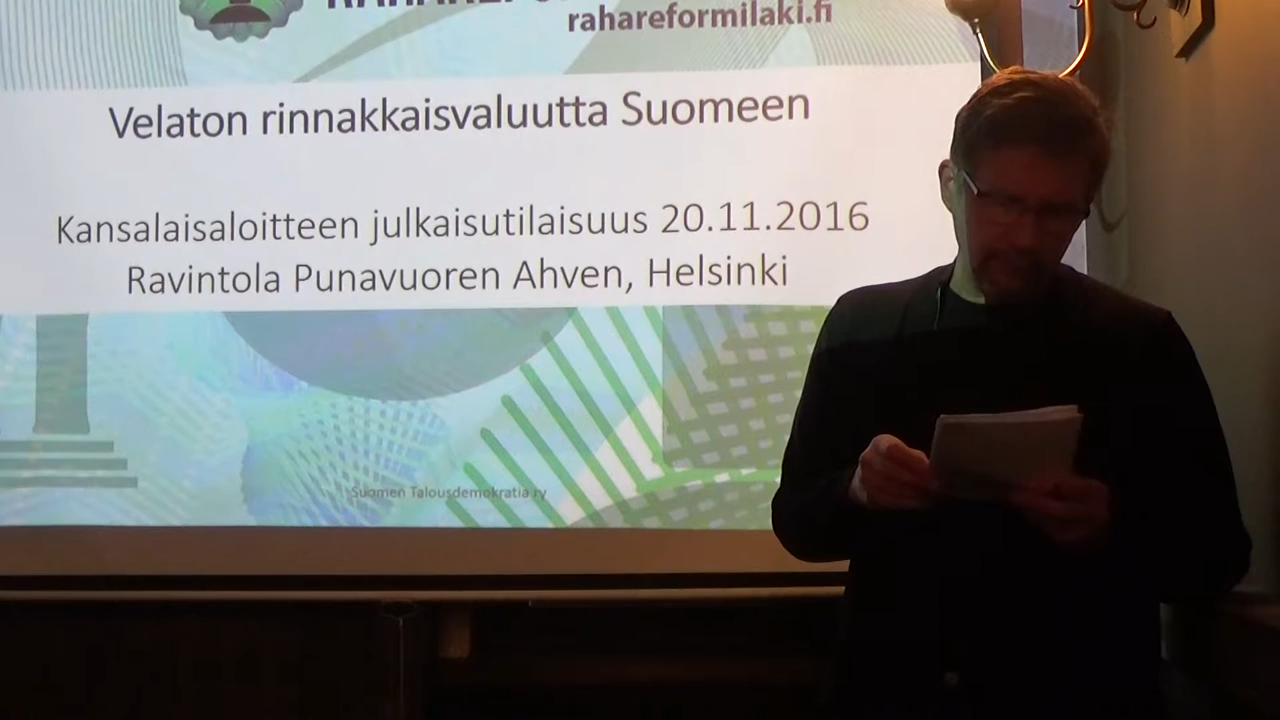 rahareformilaki.fi
Velaton rinnakkaisvaluutta Suomeen
Kansalaisaloitteen julkaisutilaisuus 20.11.2016
Ravintola Punavuoren Ahven, Helsinki
Suomen Talousdemokratia ry